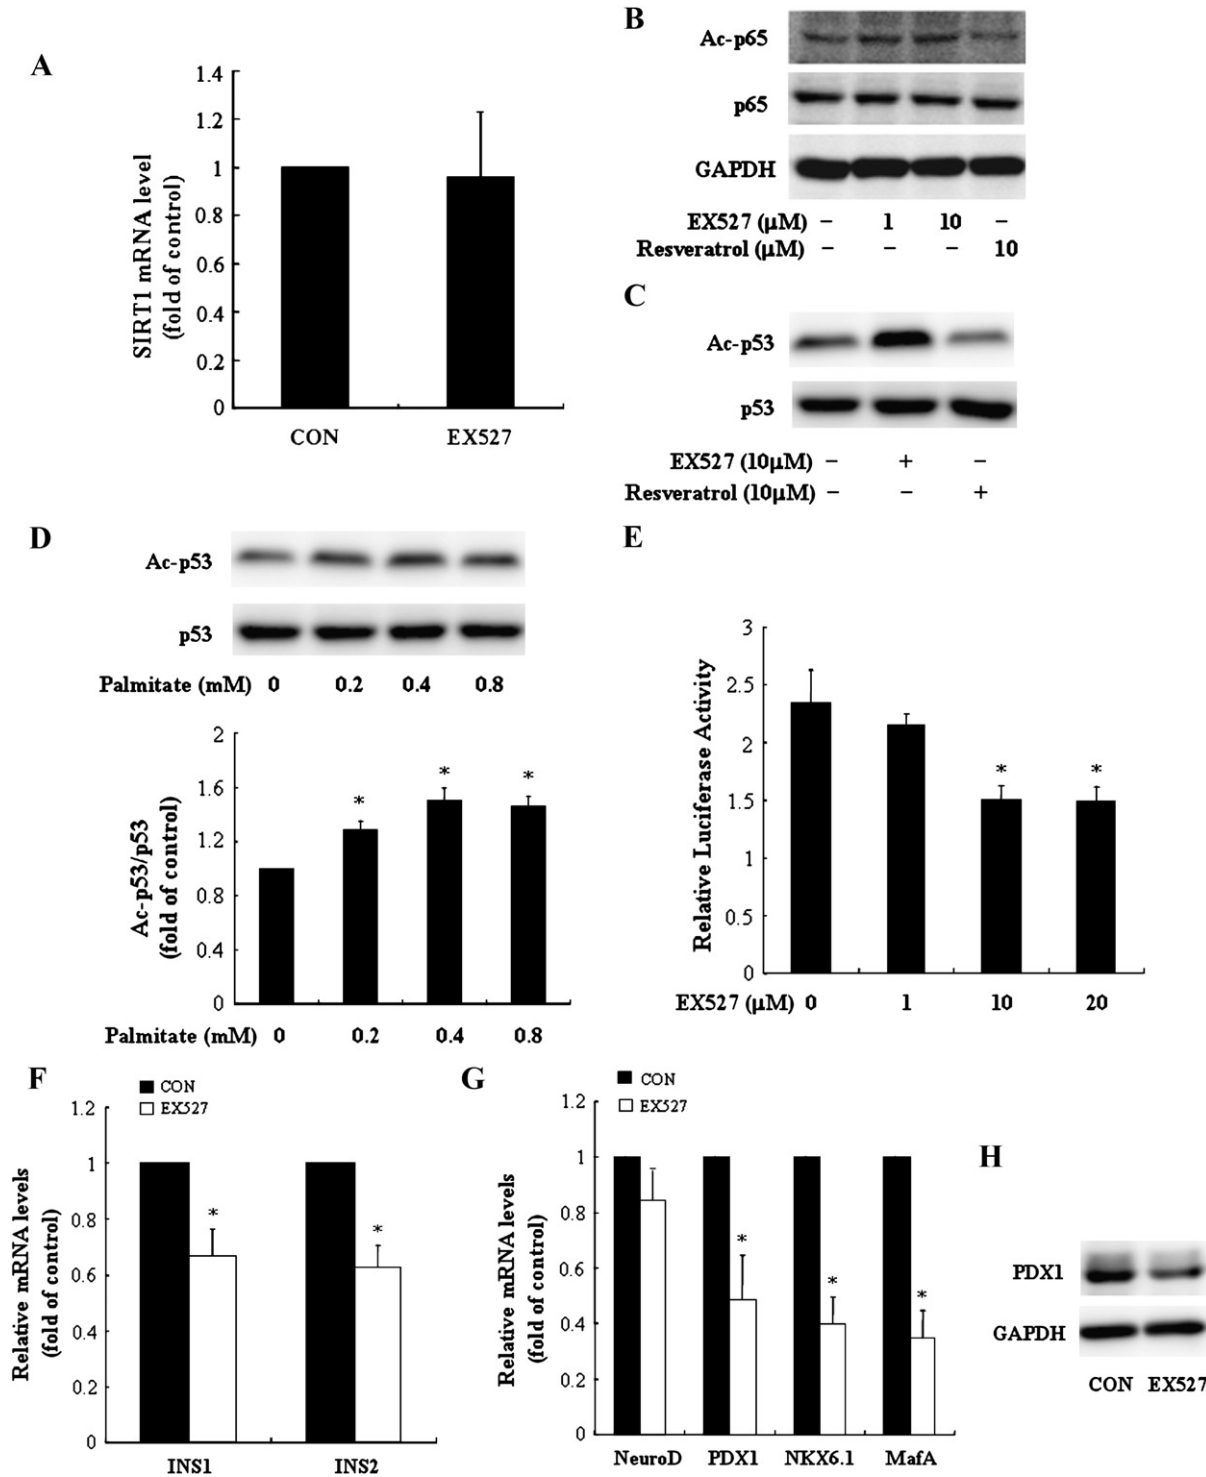 A
1.4
1.2
1
0.8
0.6
0.4
0.2
0
SIRT1 mRNA level
(fold of control)
CON EX527
B
Ac-p65
p65
GAPDH
EX527 (μM) − 1 10 −
Resveratrol (μM) − − − 10
C
Ac-p53
p53
EX527 (10μM) − + −
Resveratrol (10μM) − − +
D
Ac-p53
p53
Palmitate (mM) 0 0.2 0.4 0.8
2
1.6
1.2
0.8
0.4
0
Ac-p53/p53
(fold of control)
* * *
Palmitate (mM) 0 0.2 0.4 0.8
E
3
2.5
2
1.5
1
0.5
0
Relative Luciferase Activity
* *
EX527 (μM) 0 1 10 20
F
CON
EX527
1.2
1
0.8
0.6
0.4
0.2
0
Relative mRNA levels
(fold of control)
* *
INS1 INS2
G
CON
EX527
1.2
1
0.8
0.6
0.4
0.2
0
Relative mRNA levels
(fold of control)
* * *
NeuroD PDX1 NKX6.1 MafA
H
PDX1
GAPDH
CON EX527